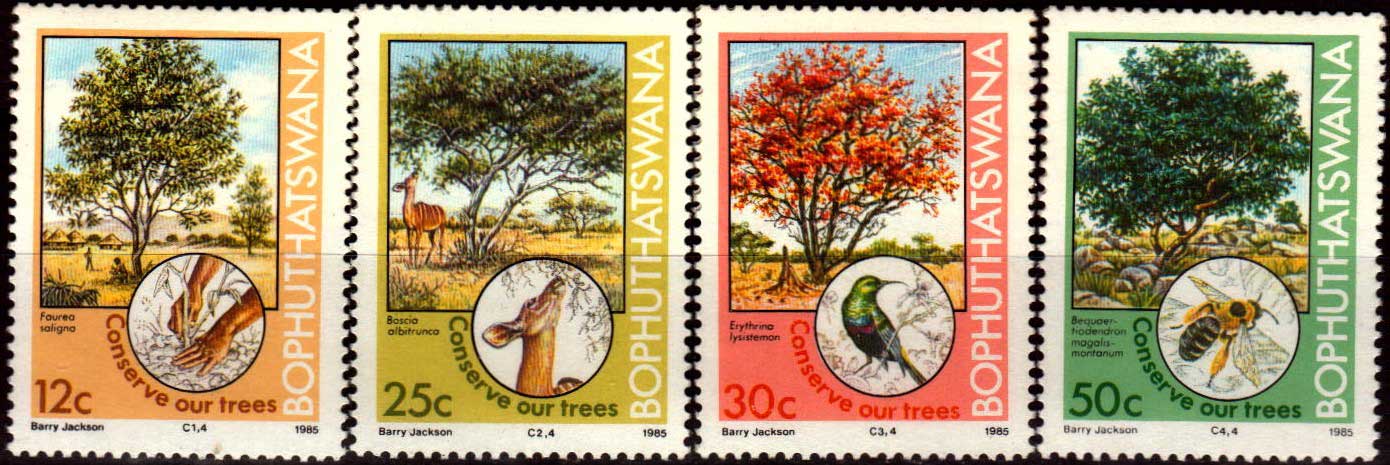 Faurea
saligna
Conserve our trees
12c
BOPHUTHATSWANA
Barry Jackson C1,4 1985
Boscia
albitrunca
Conserve our trees
25c
BOPHUTHATSWANA
Barry Jackson C2,4 1985
Erythrina
lysistemon
Conserve our trees
30c
BOPHUTHATSWANA
Barry Jackson C3,4 1985
Bequaer-
tiodendron
magalis-
montanum
Conserve our trees
50c
BOPHUTHATSWANA
Barry Jackson C4,4 1985